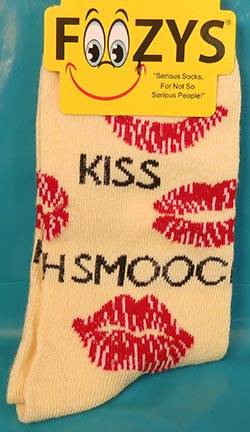 FOOZYS
"Serious Socks,
For Not So
Serious People!"
KISS
H SMOOC